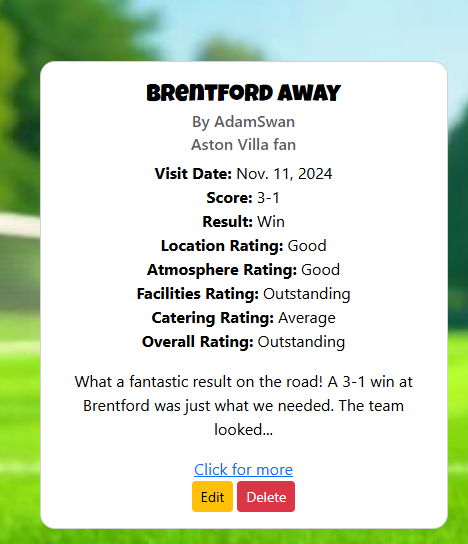 Brentford Away
By AdamSwan
Aston Villa fan
Visit Date: Nov. 11, 2024
Score: 3-1
Result: Win
Location Rating: Good
Atmosphere Rating: Good
Facilities Rating: Outstanding
Catering Rating: Average
Overall Rating: Outstanding
What a fantastic result on the road! A 3-1 win at
Brentford was just what we needed. The team
looked...
Click for more
Edit Delete